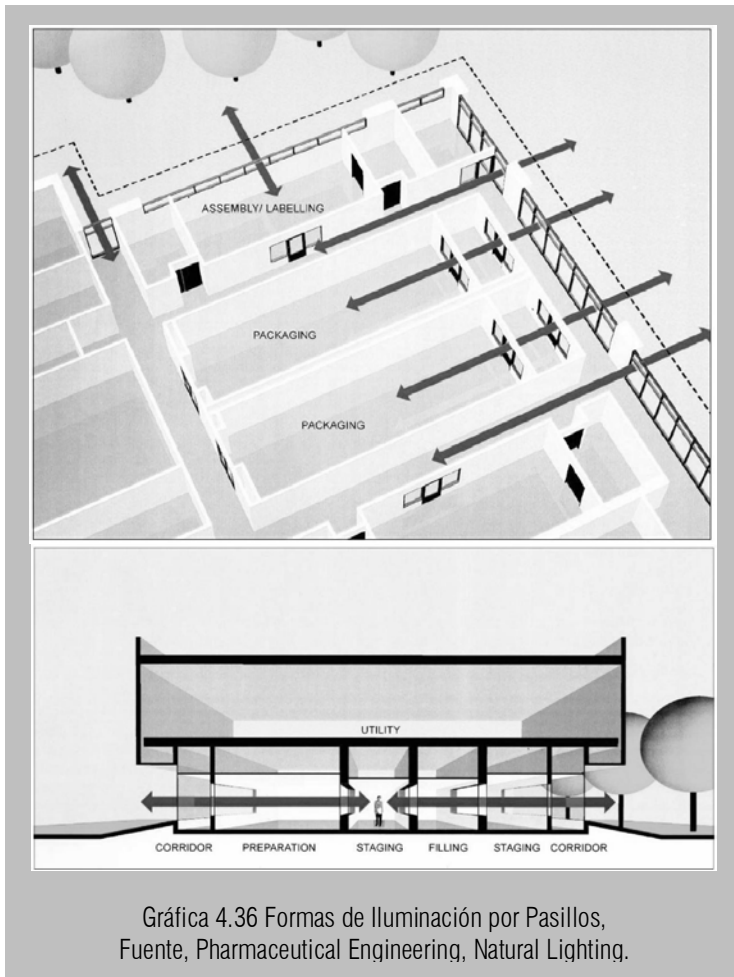 ASSEMBLY/ LABELLING
PACKAGING
PACKAGING
UTILITY
CORRIDOR PREPARATION STAGING FILLING STAGING CORRIDOR
Gráfica 4.36 Formas de Iluminación por Pasillos,
Fuente, Pharmaceutical Engineering, Natural Lighting.